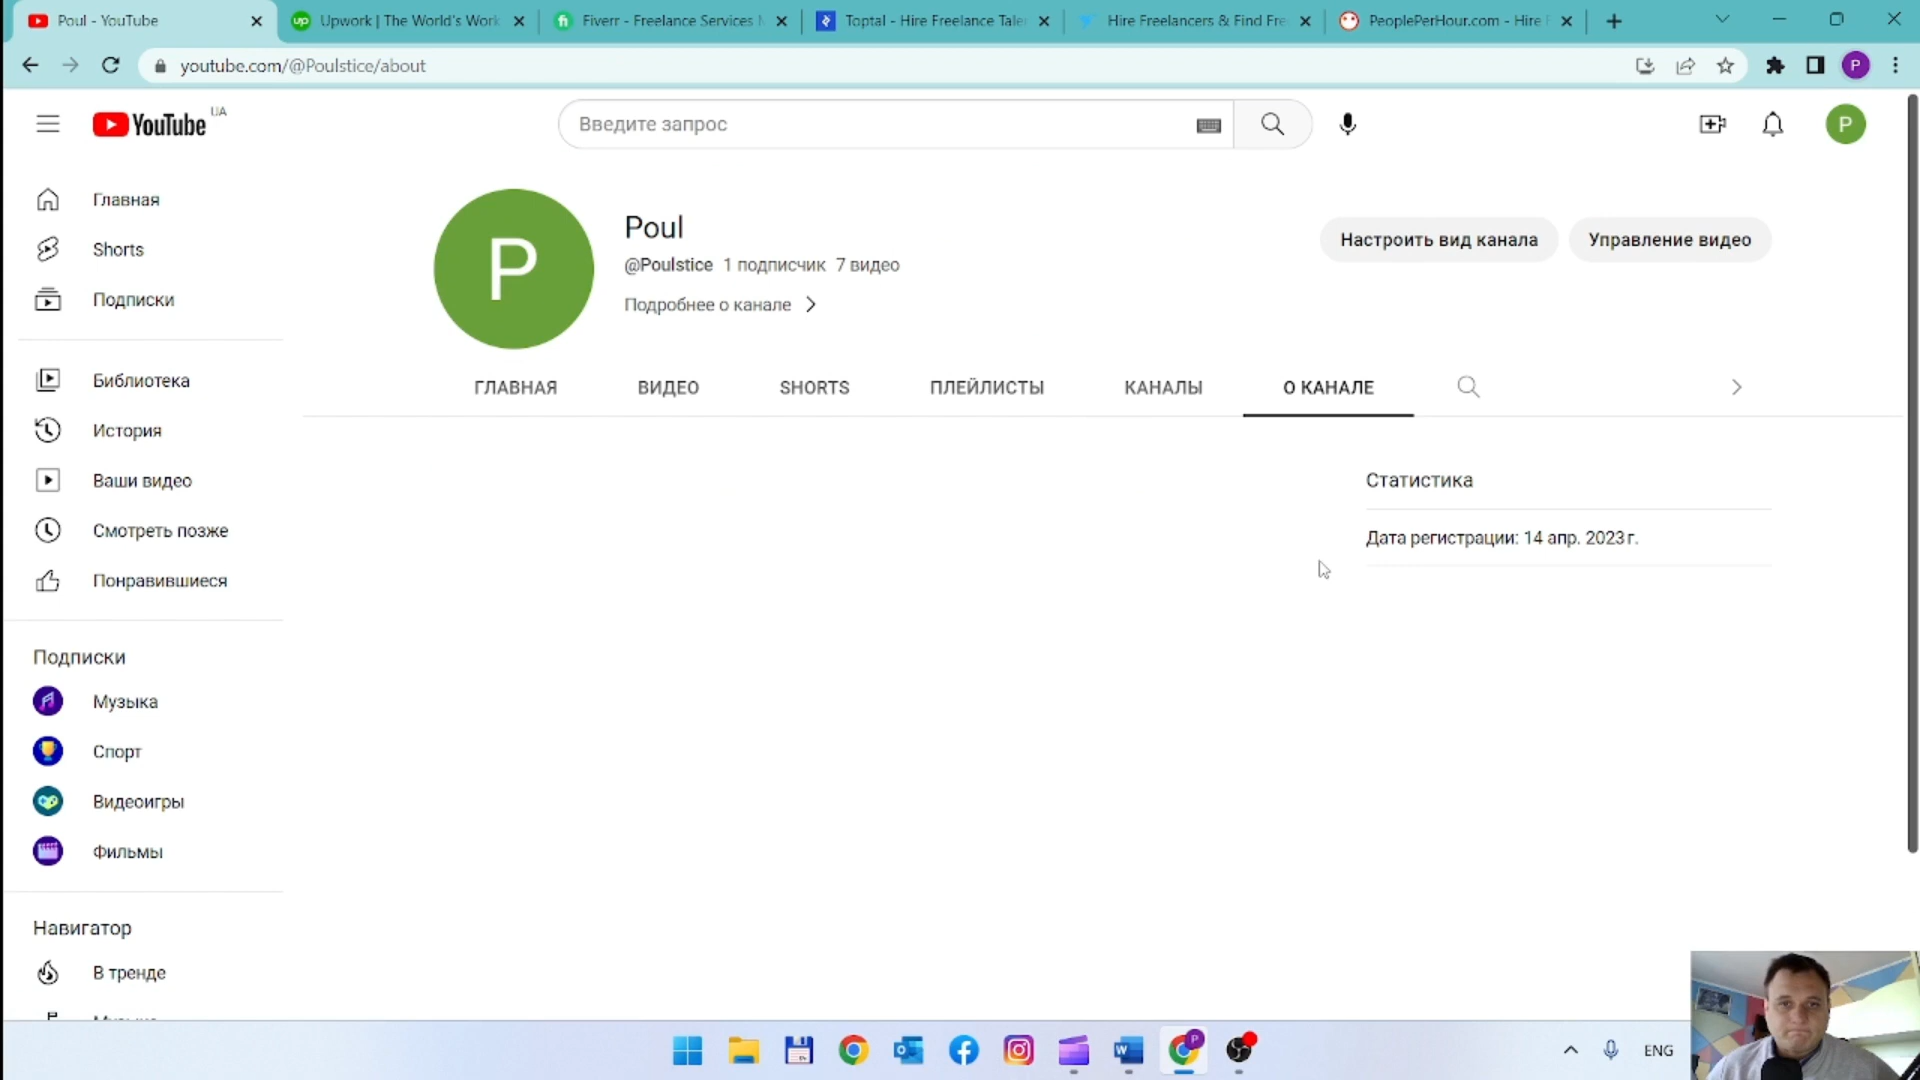 Poul - YouTube
Upwork | The World's Work
Fiverr - Freelance Services
Toptal - Hire Freelance Tale
Hire Freelancers & Find Fre
PeoplePerHour.com - Hire
youtube.com/@Poulstice/about
P
YouTube
UA
Введите запрос
P
Главная
Shorts
Подписки
Библиотека
История
Ваши видео
Смотреть позже
Понравившиеся
Подписки
Музыка
Спорт
Видеоигры
Фильмы
Навигатор
В тренде
P
Poul
@Poulstice 1 подписчик 7 видео
Подробнее о канале
Настроить вид канала
Управление видео
ГЛАВНАЯ
ВИДЕО
SHORTS
ПЛЕЙЛИСТЫ
КАНАЛЫ
О КАНАЛЕ
Статистика
Дата регистрации: 14 апр. 2023 г.
ENG